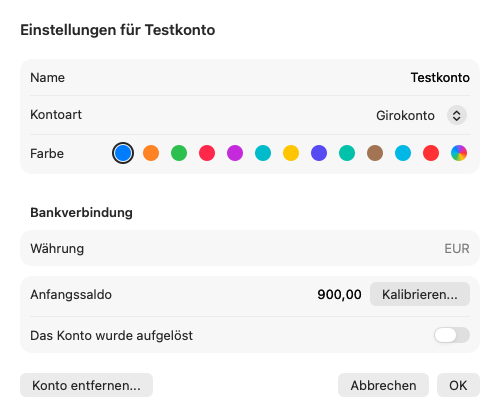 Einstellungen für Testkonto
Name Testkonto
Kontoart Girokonto
Farbe
Bankverbindung
Währung EUR
Anfangssaldo 900,00 Kalibrieren...
Das Konto wurde aufgelöst
Konto entfernen... Abbrechen OK